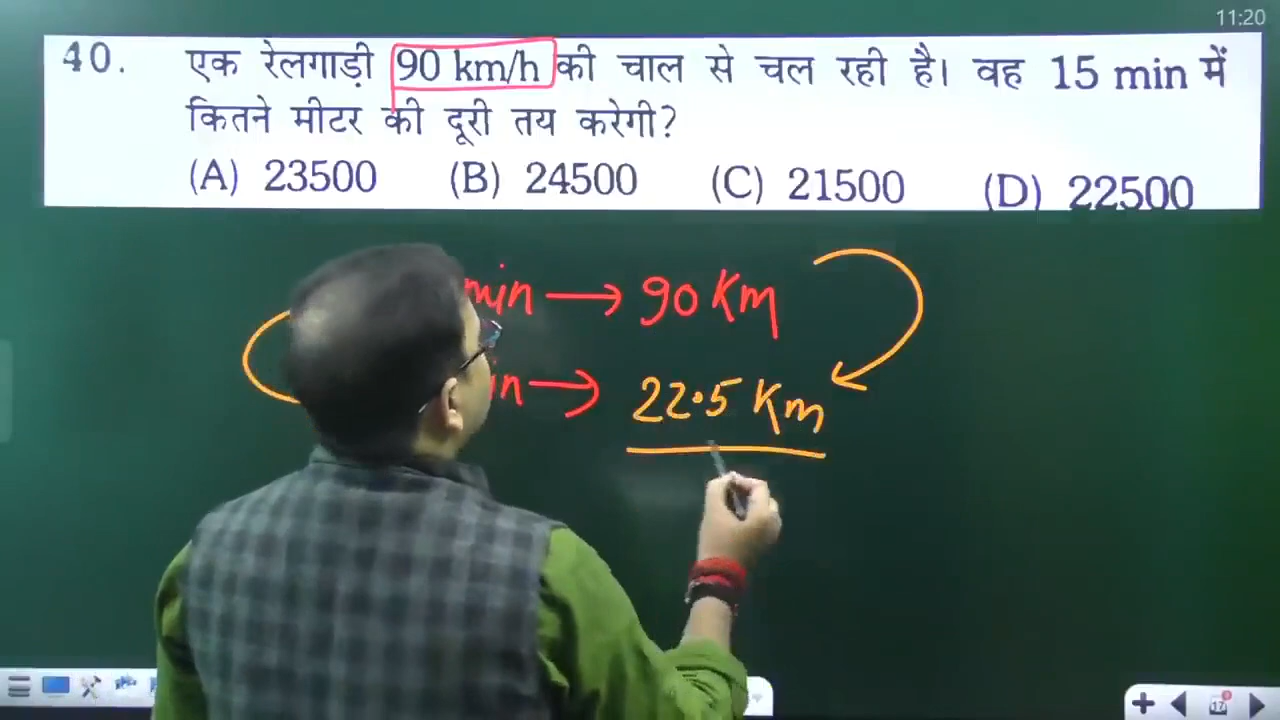 11:20
40. एक रेलगाड़ी 90 km/h की चाल से चल रही है। वह 15 min में
कितने मीटर की दूरी तय करेगी?
(A) 23500 (B) 24500 (C) 21500 (D) 22500
min → 90 Km
→ 22.5 Km
17